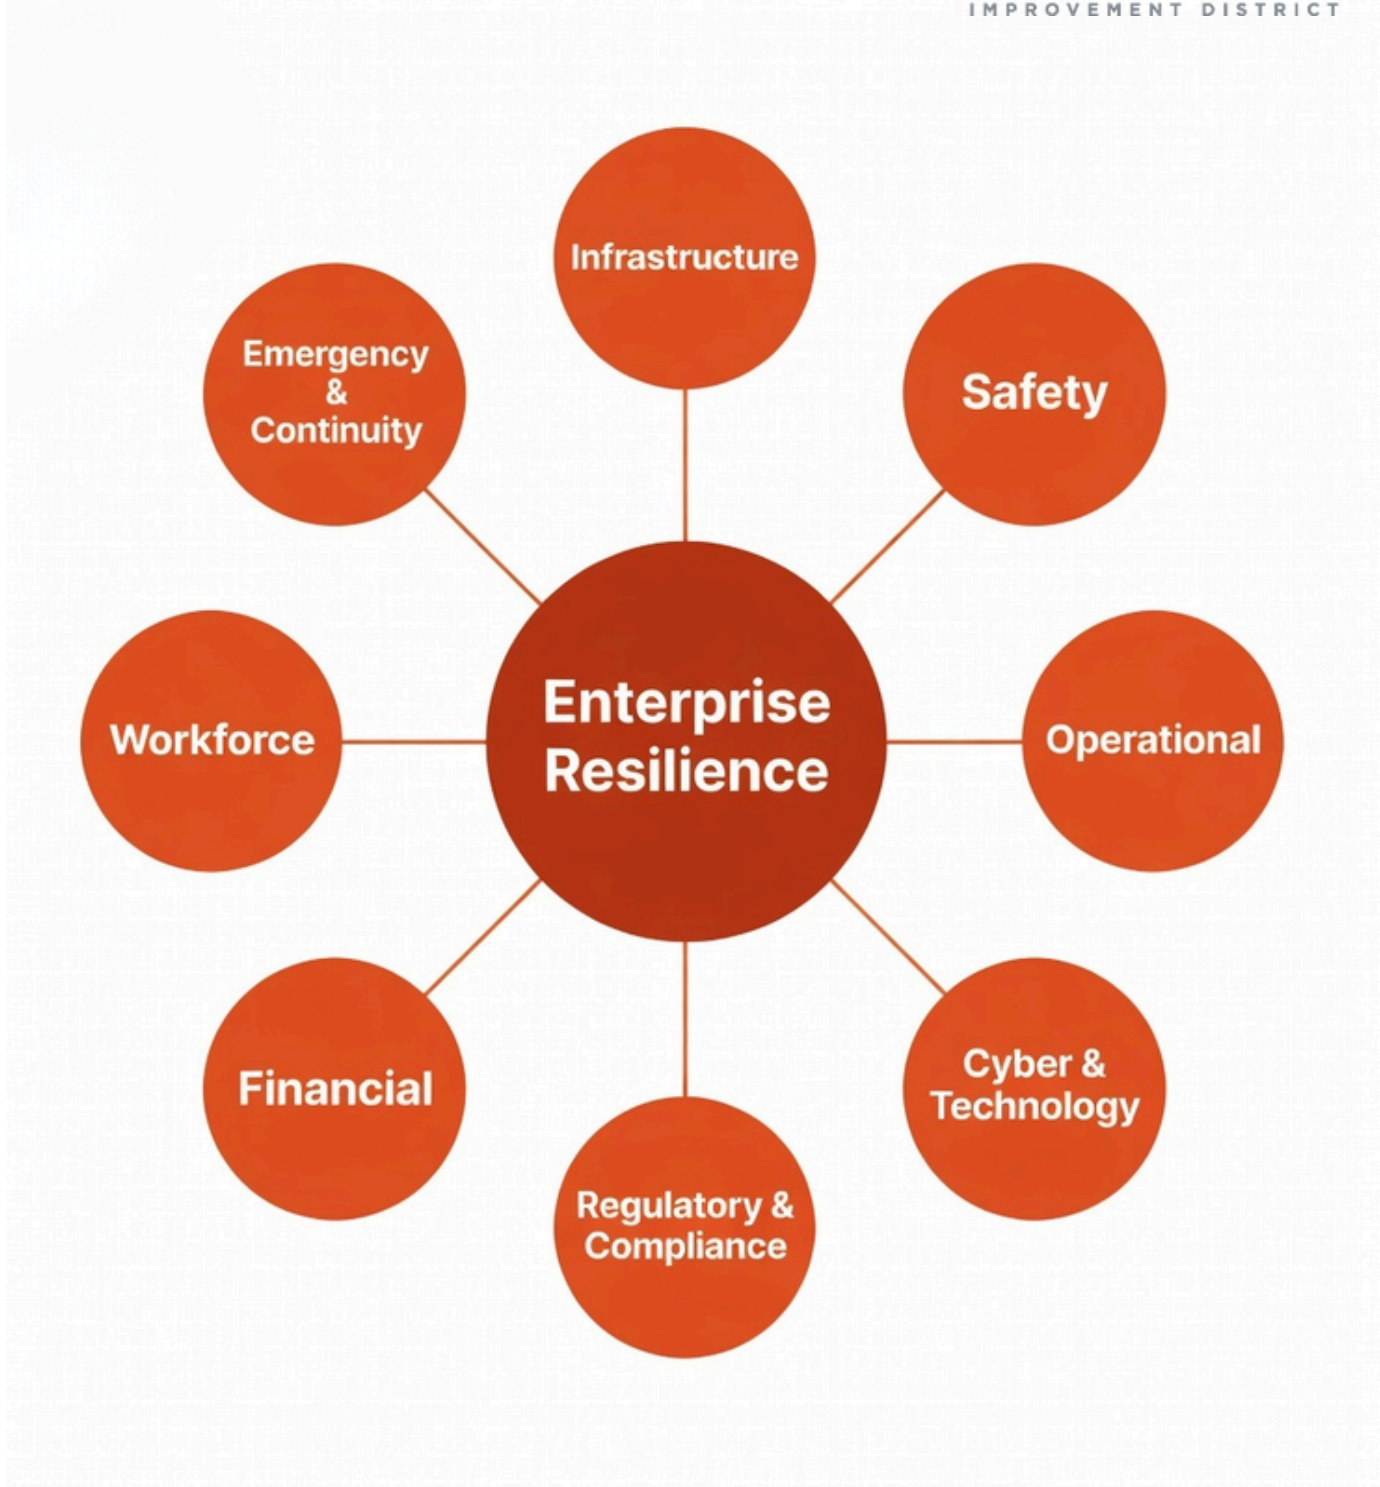 IMPROVEMENT DISTRICT
Infrastructure
Emergency
&
Continuity
Safety
Enterprise
Resilience
Workforce
Operational
Financial
Cyber &
Technology
Regulatory &
Compliance